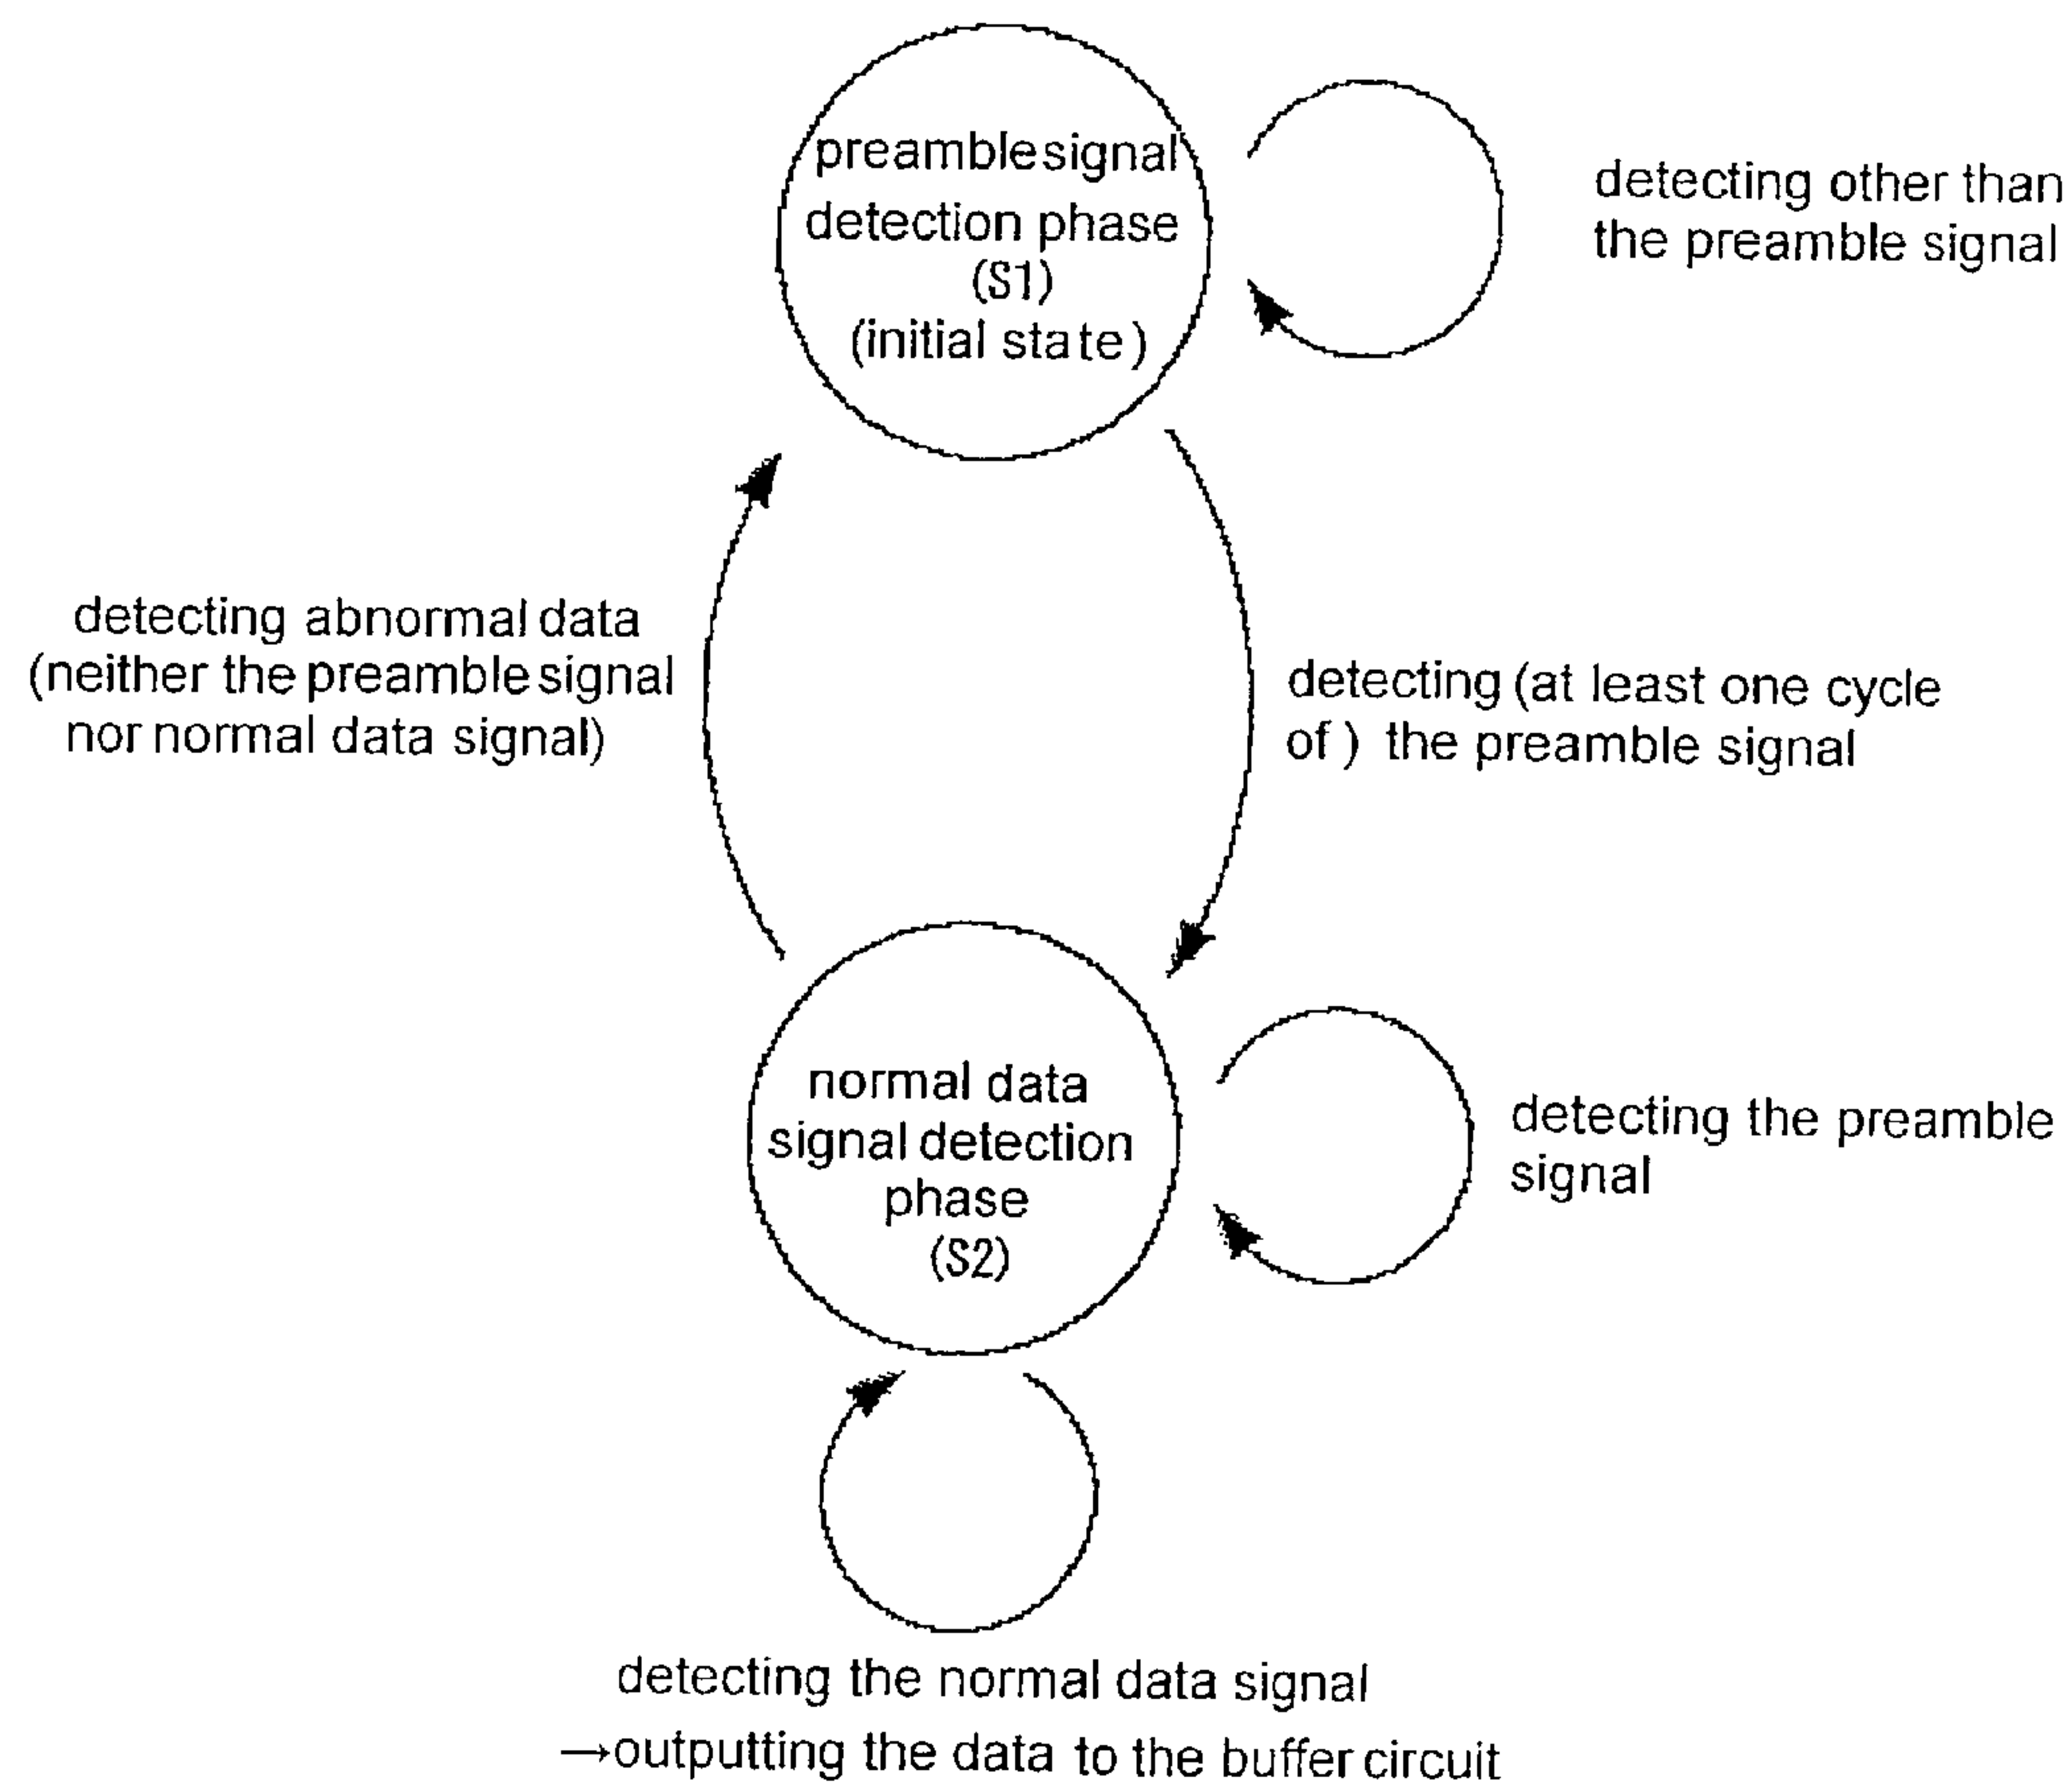 preamble signal
detection phase
(S1)
(initial state)
detecting other than
the preamble signal
detecting abnormal data
(neither the preamble signal
nor normal data signal)
detecting (at least one cycle
of) the preamble signal
normal data
signal detection
phase
(S2)
detecting the preamble
signal
detecting the normal data signal
→outputting the data to the buffer circuit